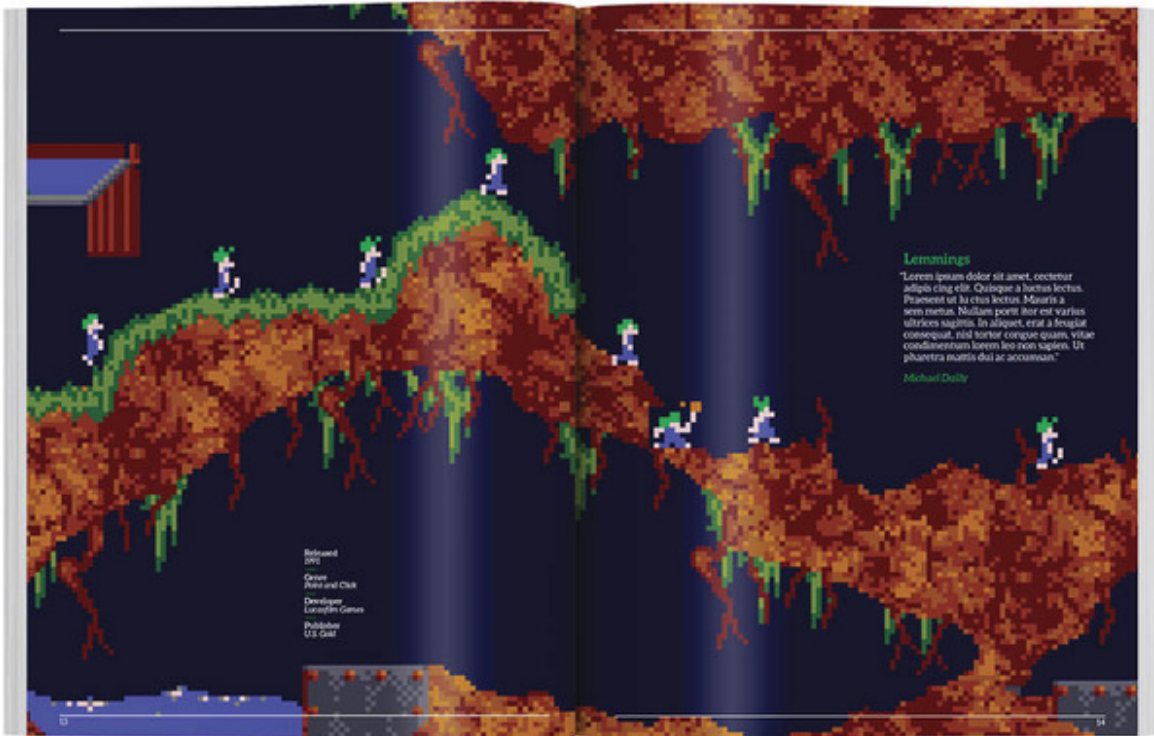 Released
1991
Genre
Point and Click
Developer
Lucasfilm Games
Publisher
U.S. Gold
13
Lemmings
"Lorem ipsum dolor sit amet, cectetur
adipis cing elit. Quisque a luctus lectus.
Praesent ut lu ctus lectus. Mauris a
sem metus. Nullam porit itor est varius
ultrices sagittis. In aliquet, erat a feugiat
consequat, nisl tortor congue quam, vitae
condimentum lorem leo non sapien. Ut
pharetra mattis dui ac accumsan."
Michael Dailly
14